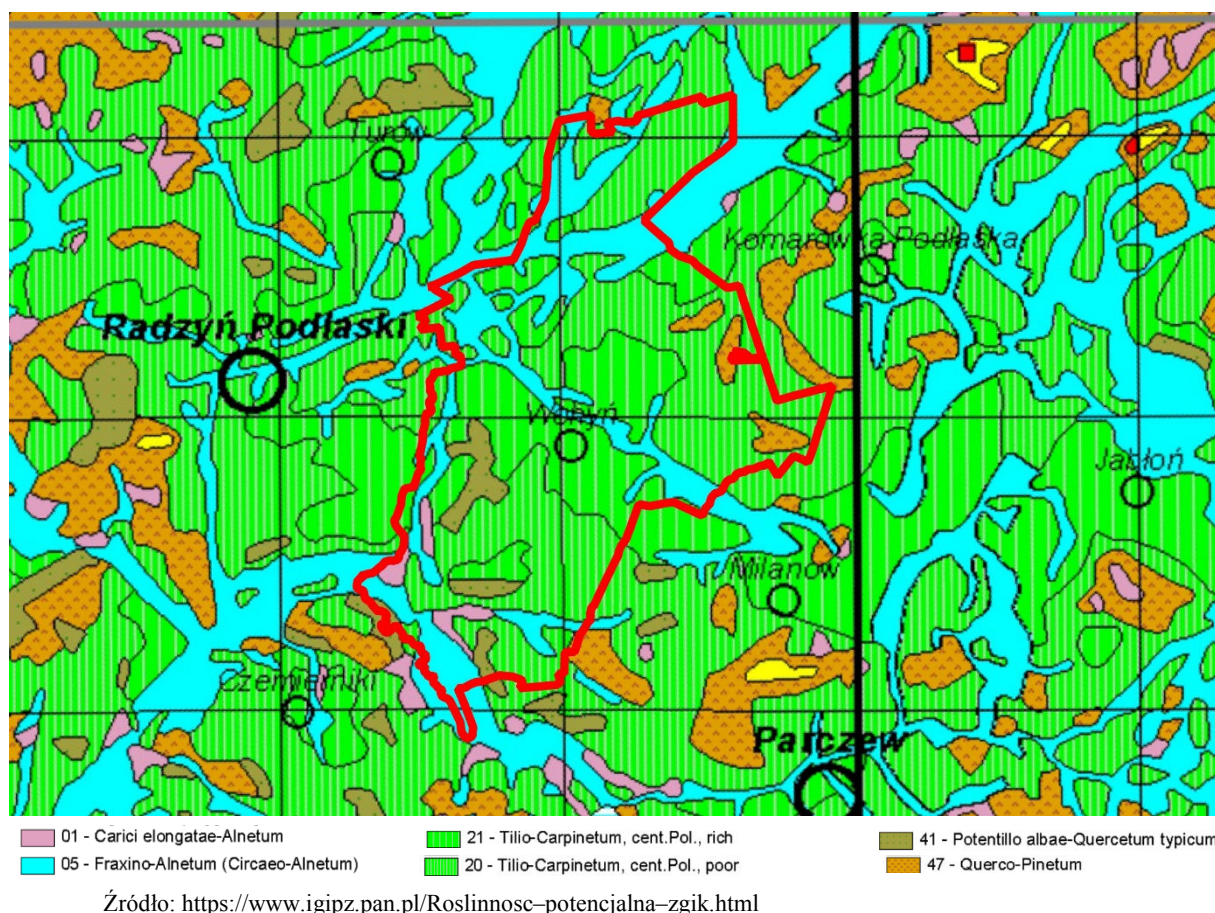 Turów
Komarówka Podlaska
Radzyń Podlaski
Wohyń
Jabłoń
Milanów
Czemierniki
Parczew
01 - Carici elongatae-Alnetum
21 - Tilio-Carpinetum, cent.Pol., rich
41 - Potentillo albae-Quercetum typicum
05 - Fraxino-Alnetum (Circaeo-Alnetum)
20 - Tilio-Carpinetum, cent.Pol., poor
47 - Querco-Pinetum
Źródło: https://www.igipz.pan.pl/Roslinnosc–potencjalna–zgik.html